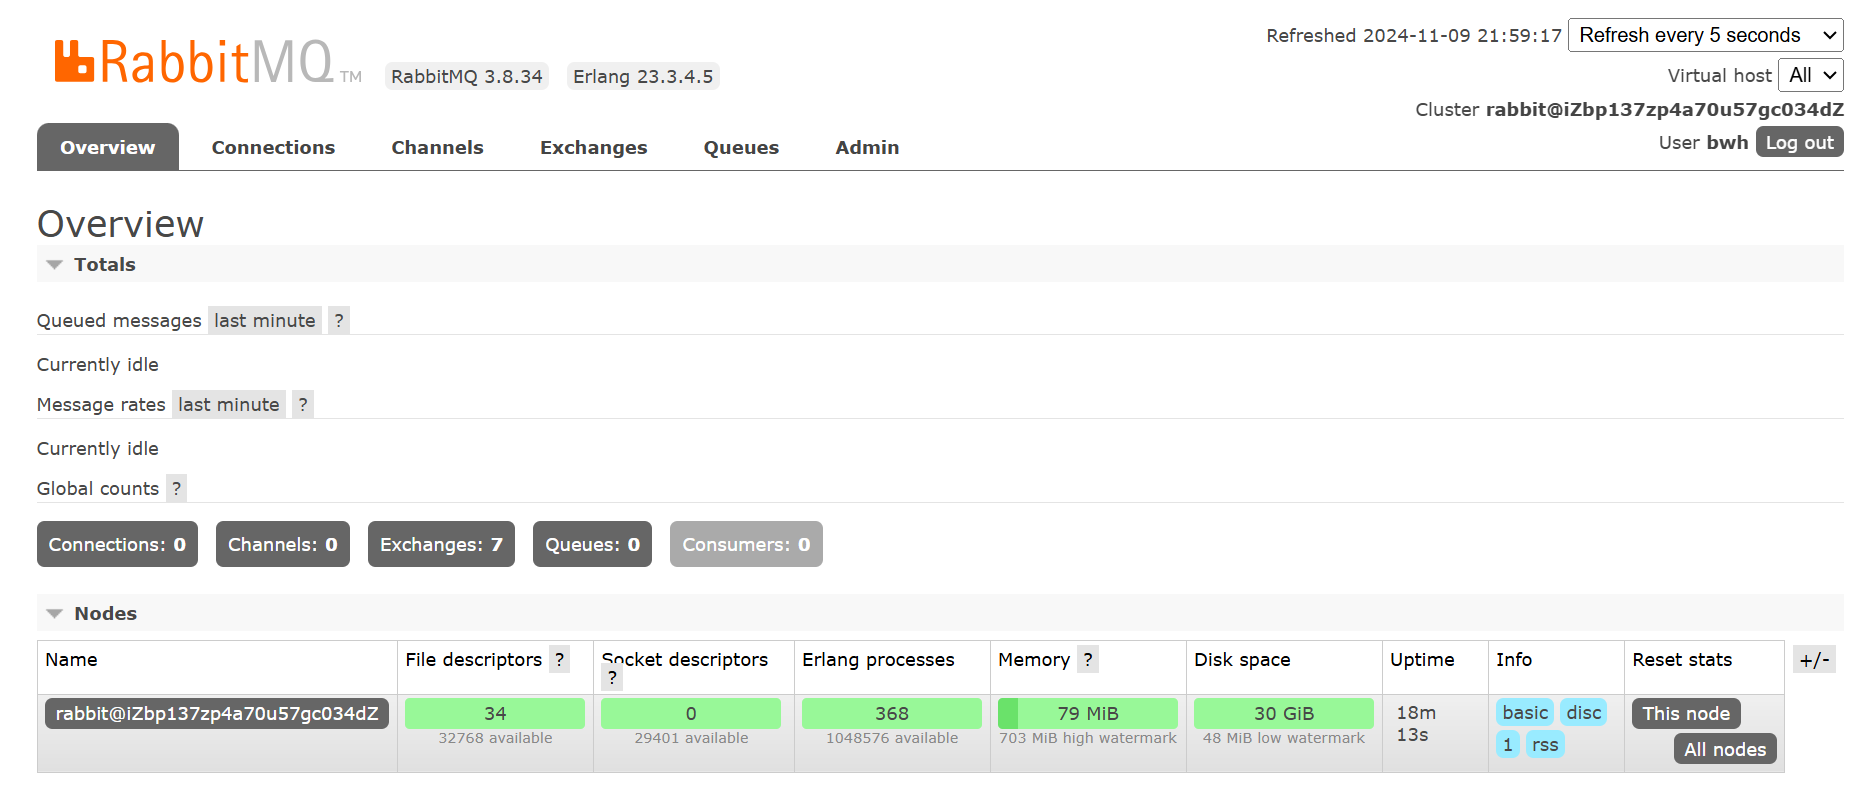 RabbitMQ TM
RabbitMQ 3.8.34 Erlang 23.3.4.5
Refreshed 2024-11-09 21:59:17 Refresh every 5 seconds
Virtual host All
Cluster rabbit@iZbp137zp4a70u57gc034dZ
User bwh Log out
Overview Connections Channels Exchanges Queues Admin
Overview
Totals
Queued messages last minute ?
Currently idle
Message rates last minute ?
Currently idle
Global counts ?
Connections: 0 Channels: 0 Exchanges: 7 Queues: 0 Consumers: 0
Nodes
Name File descriptors ? Socket descriptors ? Erlang processes Memory ? Disk space Uptime Info Reset stats +/-
rabbit@iZbp137zp4a70u57gc034dZ 34 0 368 79 MiB 30 GiB 18m basic disc This node
32768 available 29401 available 1048576 available 703 MiB high watermark 48 MiB low watermark 13s 1 rss All nodes